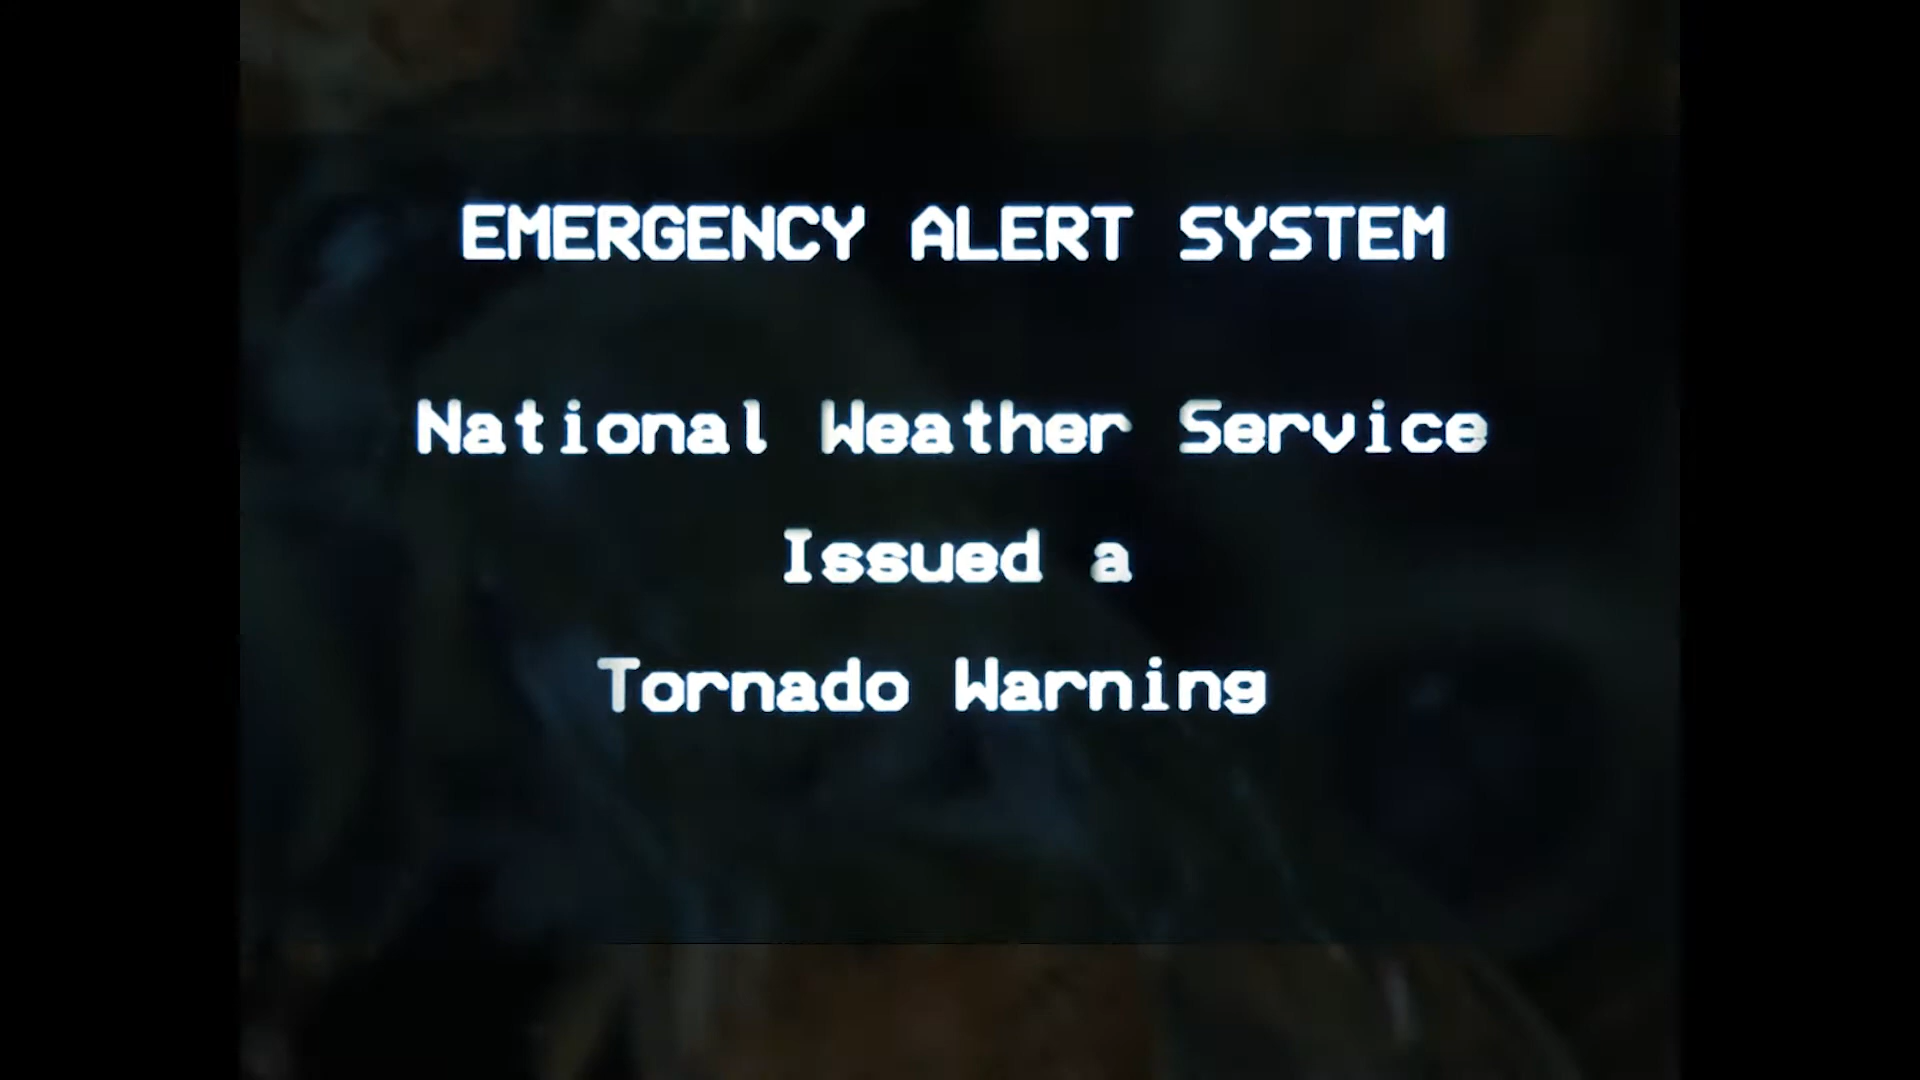 EMERGENCY ALERT SYSTEM
National Weather Service
Issued a
Tornado Warning